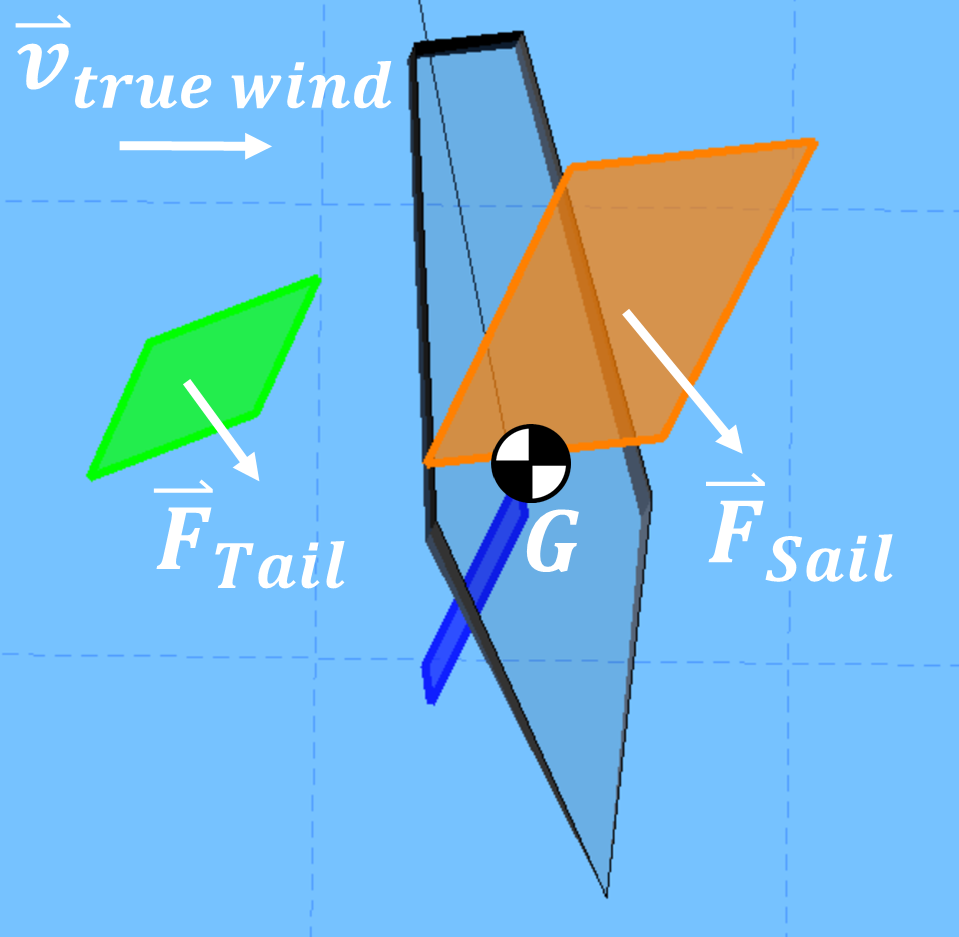 v⃗ true wind
G
F⃗ Tail
F⃗ Sail